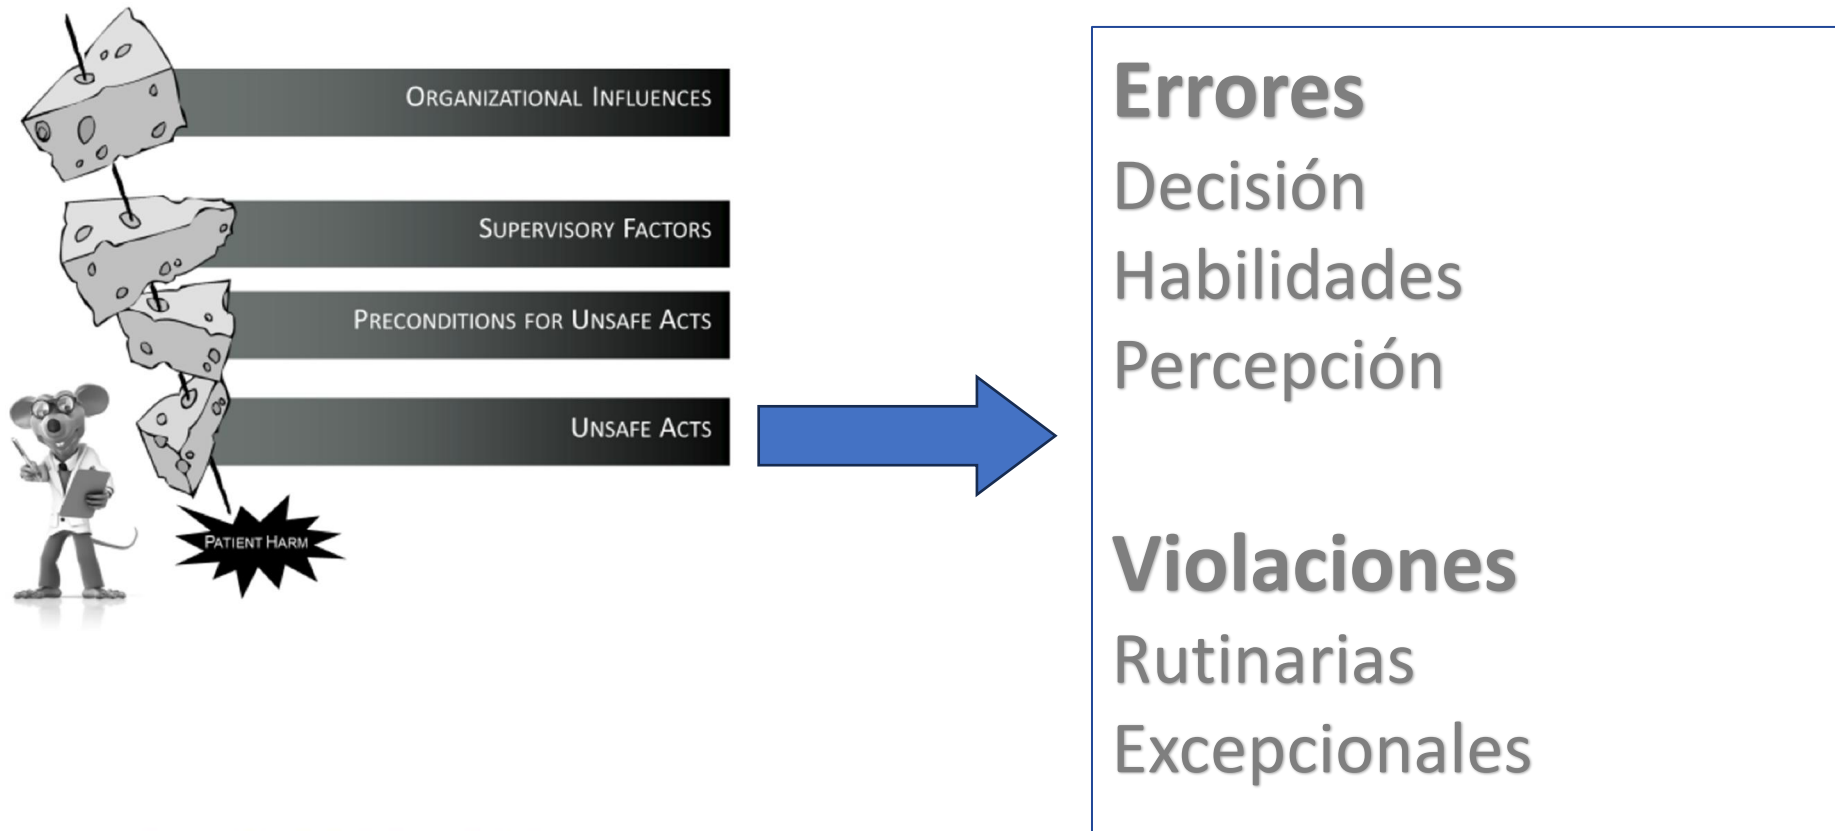 ORGANIZATIONAL INFLUENCES
SUPERVISORY FACTORS
PRECONDITIONS FOR UNSAFE ACTS
UNSAFE ACTS
PATIENT HARM
Errores
Decisión
Habilidades
Percepción
Violaciones
Rutinarias
Excepcionales